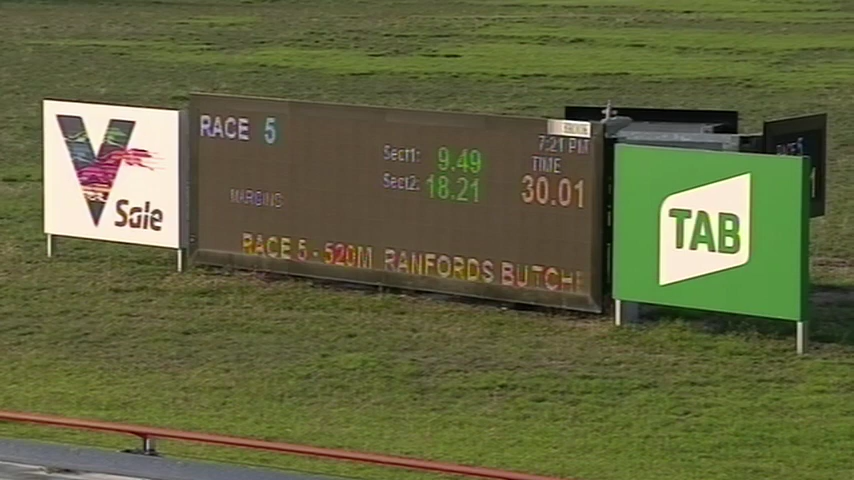 V
Sale
RACE 5
Sect1: 9.49
Sect2: 18.21
7:21 PM
TIME
30.01
MARGINS
RACE 5 - 520M RANFORDS BUTCH
TAB